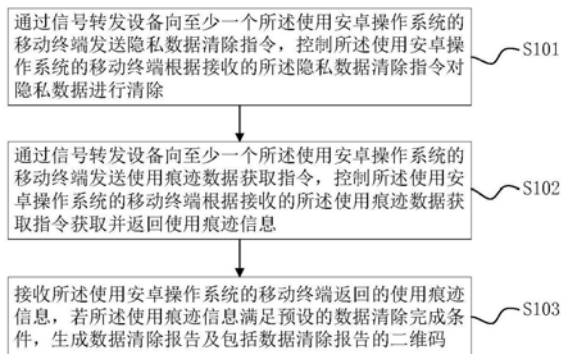 通过信号转发设备向至少一个所述使用安卓操作系统的
移动终端发送隐私数据清除指令，控制所述使用安卓操
作系统的移动终端根据接收的所述隐私数据清除指令对
隐私数据进行清除
S101
通过信号转发设备向至少一个所述使用安卓操作系统的
移动终端发送使用痕迹数据获取指令，控制所述使用安
卓操作系统的移动终端根据接收的所述使用痕迹数据获
取指令获取并返回使用痕迹信息
S102
接收所述使用安卓操作系统的移动终端返回的使用痕迹
信息，若所述使用痕迹信息满足预设的数据清除完成条
件，生成数据清除报告及包括数据清除报告的二维码
S103